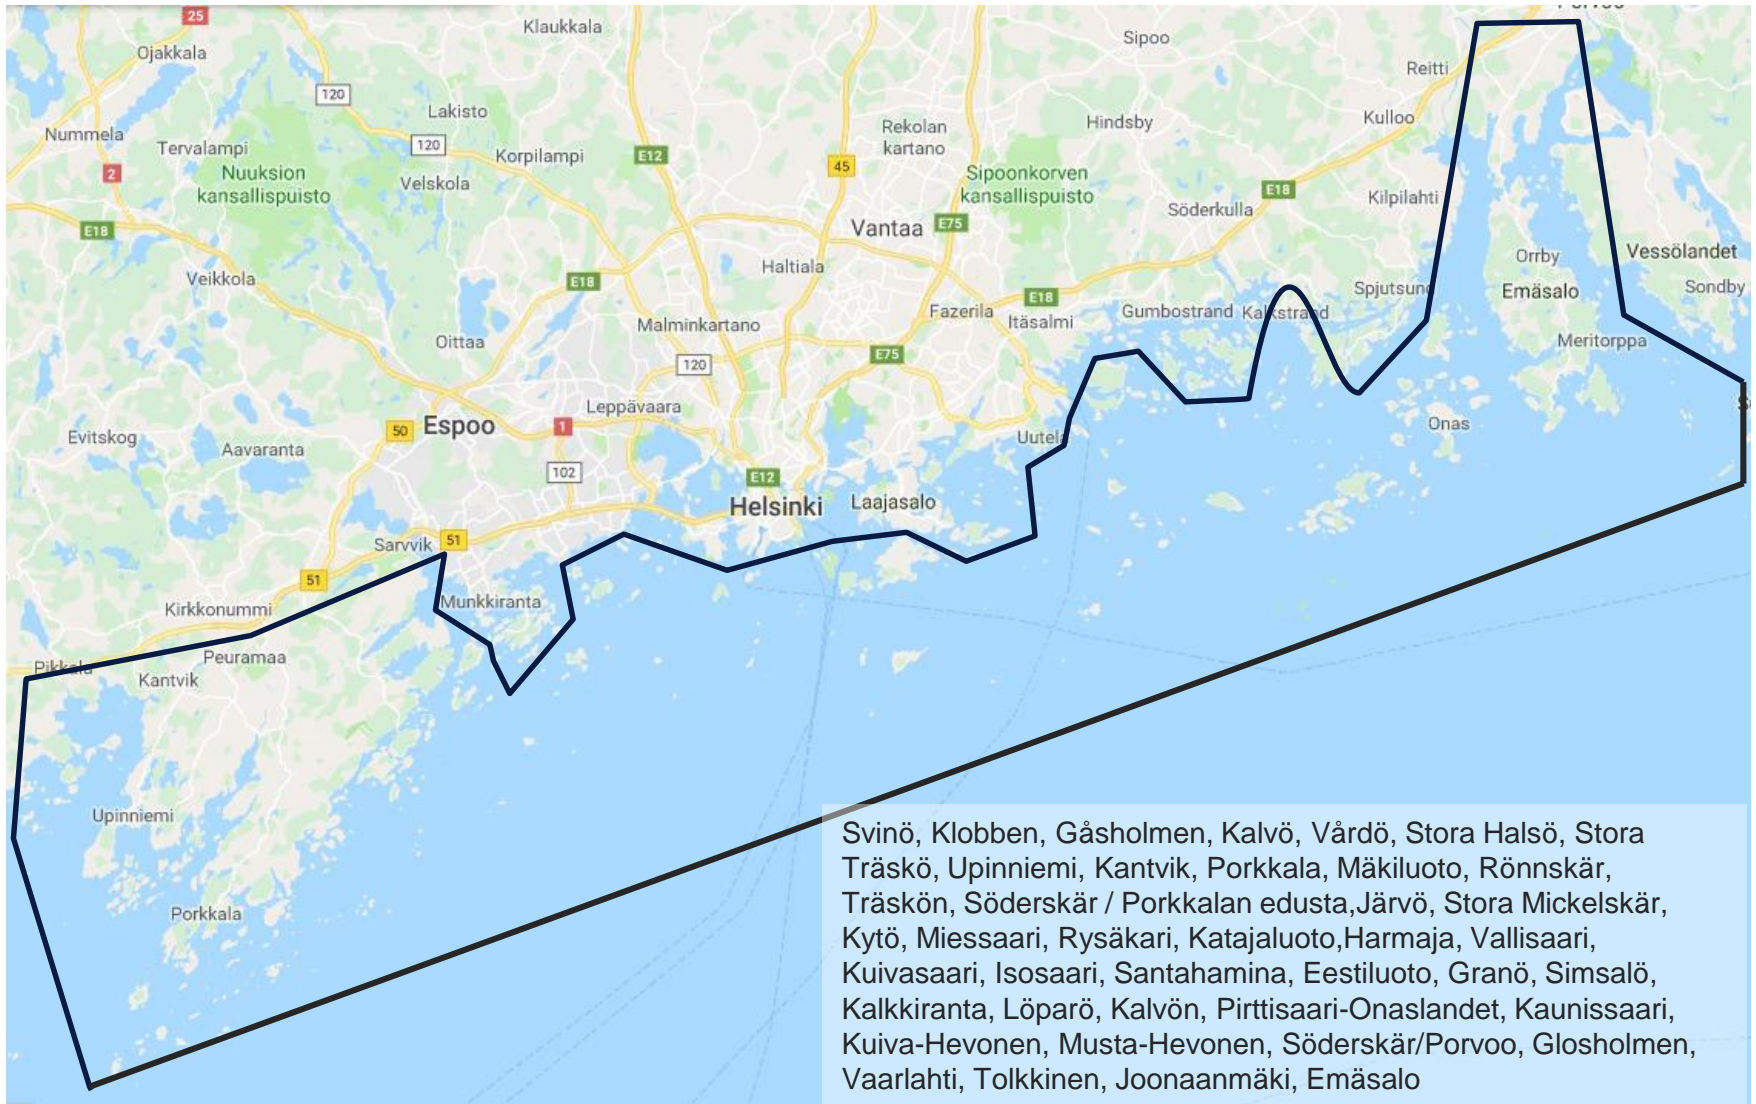 25
Klaukkala
Sipoo
Ojakkala
Reitti
120
Lakisto
Kulloo
Nummela
Tervalampi
120
Korpilampi
E12
Rekolan
kartano
Hindsby
2
Nuuksion
kansallispuisto
Velskola
45
Sipoonkorven
kansallispuisto
E18
Kilpilahti
Söderkulla
E18
Vantaa
E75
Orrby
Vessölandet
Veikkola
E18
Haltiala
Emäsalo
Sondby
Spjutsund
E18
Fazerila
Itäsalmi
Gumbostrand
Kalkstrand
Malminkartano
Oittaa
E75
Meritorppa
120
Leppävaara
Evitskog
50
Espoo
1
Onas
Aavaranta
Uutela
102
E12
Helsinki
Laajasalo
Sarvvik
51
51
Kirkkonummi
Munkkiranta
Pikkala
Peuramaa
Kantvik
Upinniemi
Porkkala
Svinö, Klobben, Gåsholmen, Kalvö, Vårdö, Stora Halsö, Stora
Träskö, Upinniemi, Kantvik, Porkkala, Mäkiluoto, Rönnskär,
Träskön, Söderskär / Porkkalan edusta,Järvö, Stora Mickelskär,
Kytö, Miessaari, Rysäkari, Katajaluoto,Harmaja, Vallisaari,
Kuivasaari, Isosaari, Santahamina, Eestiluoto, Granö, Simsalö,
Kalkkiranta, Löparö, Kalvön, Pirttisaari-Onaslandet, Kaunissaari,
Kuiva-Hevonen, Musta-Hevonen, Söderskär/Porvoo, Glosholmen,
Vaarlahti, Tolkkinen, Joonaanmäki, Emäsalo